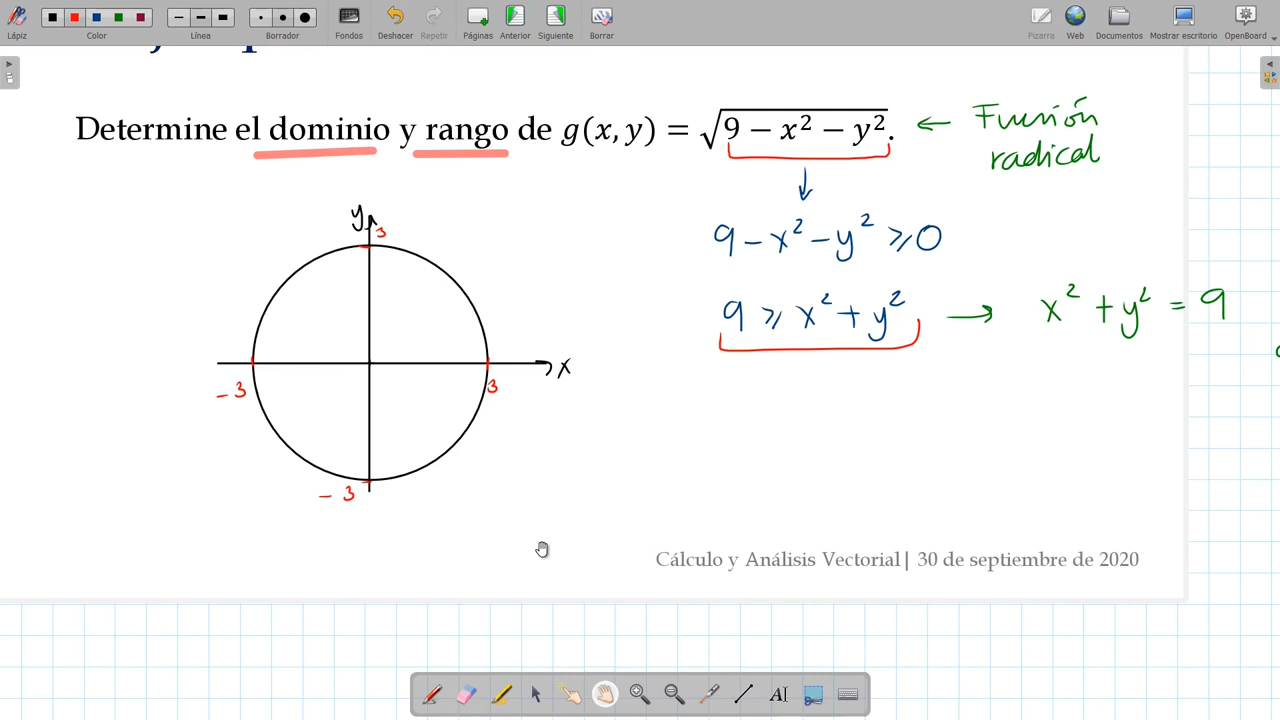 Lápiz Color Línea Borrador Fondos Deshacer Repetir Páginas Anterior Siguiente Borrar Pizarra Web Documentos Mostrar escritorio OpenBoard
Determine el dominio y rango de g(x, y) = √(9 − x² − y²). ← Función
radical
9 − x² − y² ⩾ 0
9 ⩾ x² + y² → x² + y² = 9
y
3
x
−3
3
−3
Cálculo y Análisis Vectorial| 30 de septiembre de 2020
AI